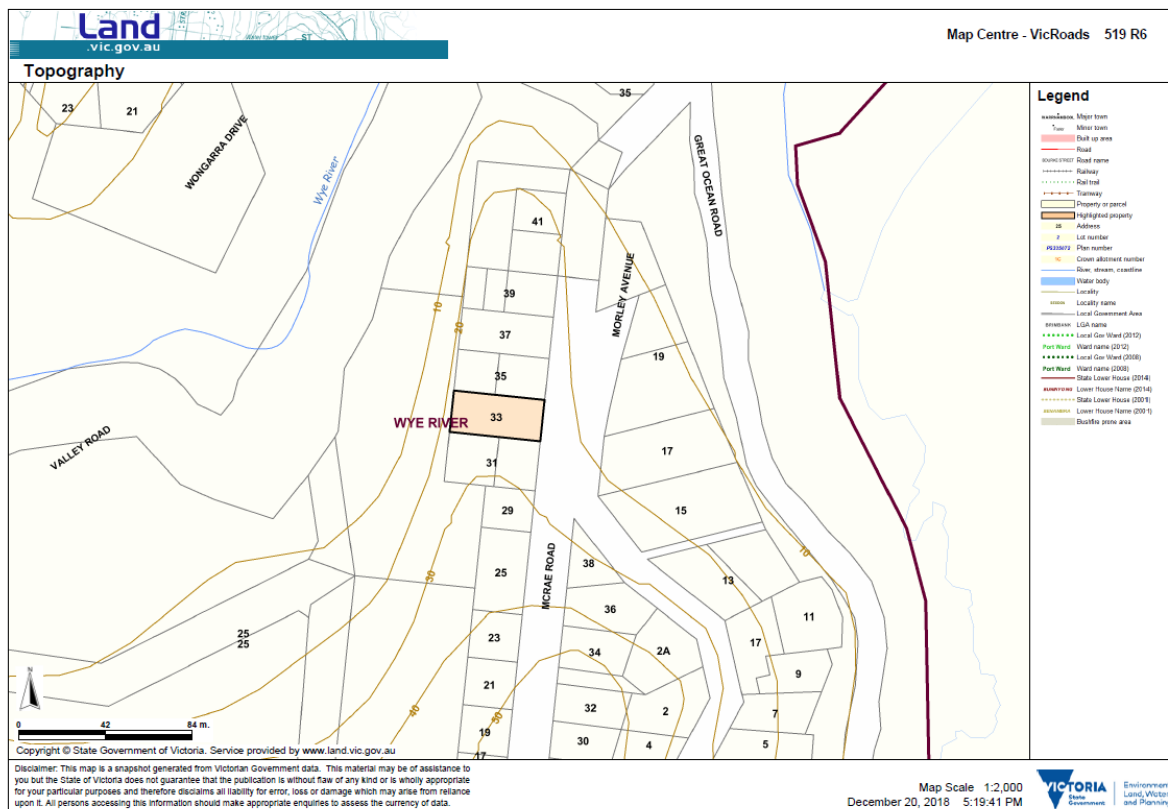 Land
.vic.gov.au
Map Centre - VicRoads 519 R6
Topography
23
21
WONGARRA DRIVE
Wye River
35
GREAT OCEAN ROAD
41
MORLEY AVENUE
39
10
20
37
19
35
33
WYE RIVER
VALLEY ROAD
31
17
29
15
10
MCRAE ROAD
38
30
25
13
36
11
17
25
25
23
34
2A
9
21
40
50
32
2
7
19
30
4
5
17
N
0 42 84 m.
Copyright © State Government of Victoria. Service provided by www.land.vic.gov.au
Legend
Major town
Minor town
Built up area
Road
Road name
Railway
Rail trail
Tramway
Property or parcel
Highlighted property
25 Address
2 Lot number
Plan number
Crown allotment number
River, stream, coastline
Water body
Locality
Locality name
Local Government Area
BRIMBANK LGA name
Local Gov Ward (2012)
Port Ward Ward name (2012)
Local Gov Ward (2008)
Port Ward Ward name (2008)
State Lower House (2014)
Lower House Name (2014)
State Lower House (2001)
Lower House Name (2001)
Bushfire prone area
Disclaimer: This map is a snapshot generated from Victorian Government data. This material may be of assistance to
you but the State of Victoria does not guarantee that the publication is without flaw of any kind or is wholly appropriate
for your particular purposes and therefore disclaims all liability for error, loss or damage which may arise from reliance
upon it. All persons accessing this information should make appropriate enquiries to assess the currency of data.
Map Scale 1:2,000
December 20, 2018 5:19:41 PM
VICTORIA
State
Government
Environment
Land, Water
and Planning